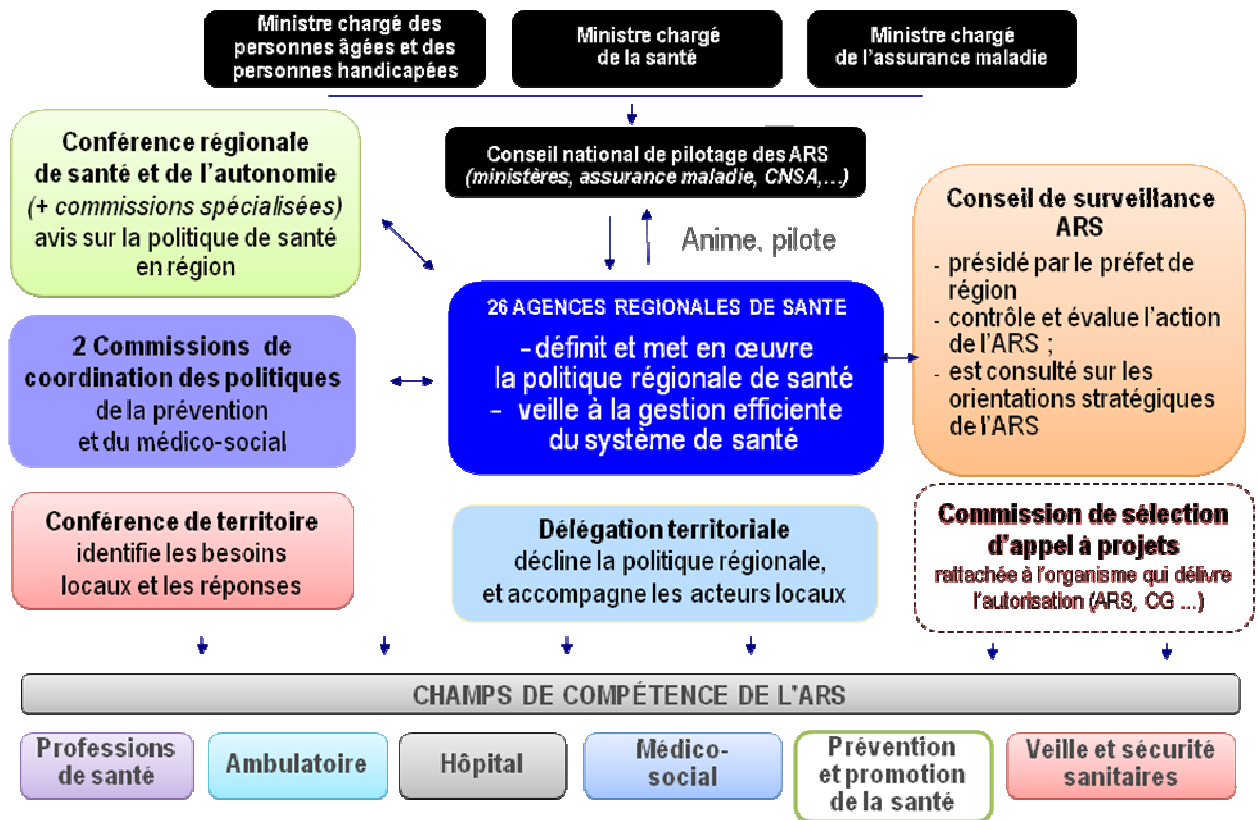 Ministre chargé des
personnes âgées et des
personnes handicapées
Ministre chargé
de la santé
Ministre chargé
de l'assurance maladie
Conseil national de pilotage des ARS
(ministères, assurance maladie, CNSA,...)
Anime, pilote
Conférence régionale
de santé et de l'autonomie
(+ commissions spécialisées)
avis sur la politique de santé
en région
26 AGENCES REGIONALES DE SANTE
– définit et met en œuvre
la politique régionale de santé
– veille à la gestion efficiente
du système de santé
Conseil de surveillance
ARS
- présidé par le préfet de
région
- contrôle et évalue l'action
de l'ARS ;
- est consulté sur les
orientations stratégiques
de l'ARS
2 Commissions de
coordination des politiques
de la prévention
et du médico-social
Conférence de territoire
identifie les besoins
locaux et les réponses
Délégation territoriale
décline la politique régionale,
et accompagne les acteurs locaux
Commission de sélection
d'appel à projets
rattachée à l'organisme qui délivre
l'autorisation (ARS, CG ...)
CHAMPS DE COMPÉTENCE DE L'ARS
Professions
de santé
Ambulatoire
Hôpital
Médico-
social
Prévention
et promotion
de la santé
Veille et sécurité
sanitaires